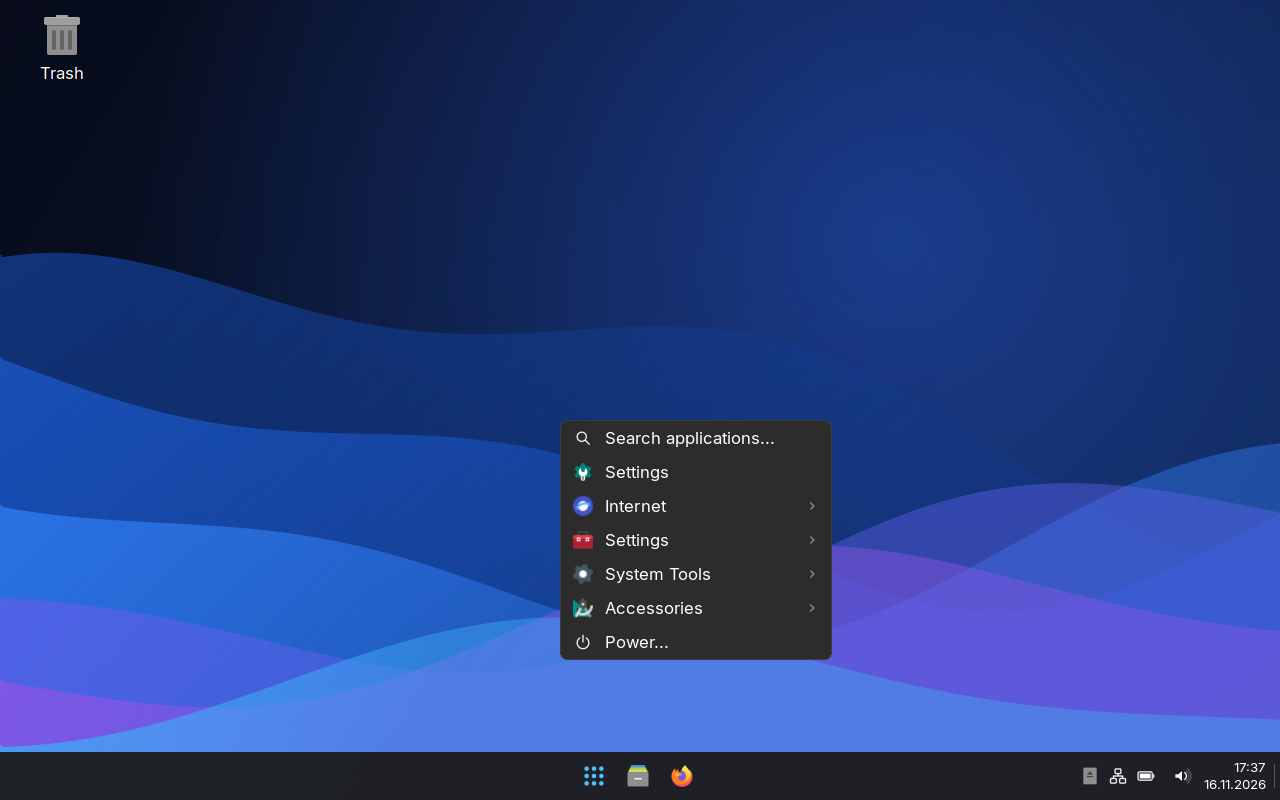 Trash
Search applications...
Settings
Internet
Settings
System Tools
Accessories
Power...
17:37
16.11.2026